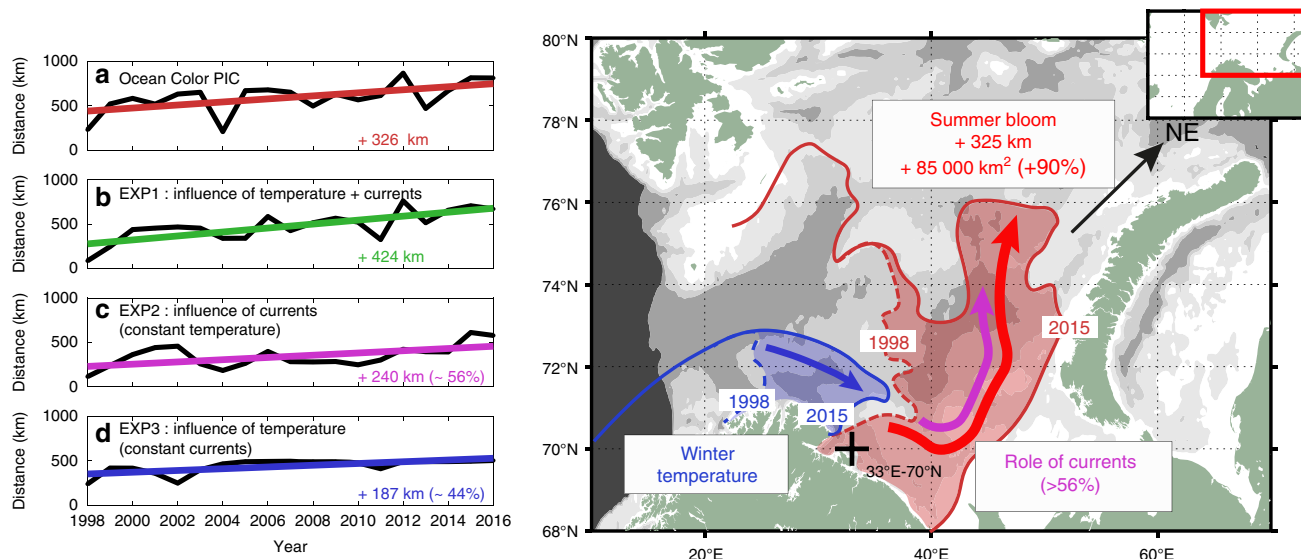 a Ocean Color PIC
Distance (km)
1000
500
0
+ 326 km
b EXP1 : influence of temperature + currents
Distance (km)
1000
500
0
+ 424 km
c EXP2 : influence of currents
(constant temperature)
Distance (km)
1000
500
0
+ 240 km (~ 56%)
d EXP3 : influence of temperature
(constant currents)
Distance (km)
1000
500
0
+ 187 km (~ 44%)
1998 2000 2002 2004 2006 2008 2010 2012 2014 2016
Year
80°N
78°N
76°N
74°N
72°N
70°N
68°N
20°E 40°E 60°E
Summer bloom
+ 325 km
+ 85 000 km² (+90%)
NE
1998
2015
1998
2015
Winter
temperature
33°E-70°N
Role of currents
(>56%)